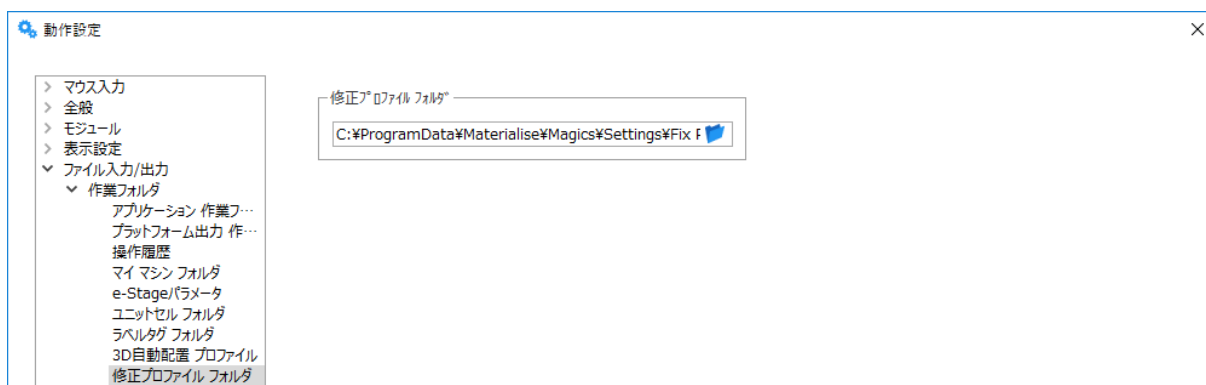 動作設定
マウス入力
全般
モジュール
表示設定
ファイル入力/出力
作業フォルダ
アプリケーション 作業フ…
プラットフォーム出力 作…
操作履歴
マイ マシン フォルダ
e-Stageパラメータ
ユニットセル フォルダ
ラベルタグ フォルダ
3D自動配置 プロファイル
修正プロファイル フォルダ
修正ﾌﾟﾛﾌｧｲﾙ ﾌｫﾙﾀﾞ
C:¥ProgramData¥Materialise¥Magics¥Settings¥Fix P